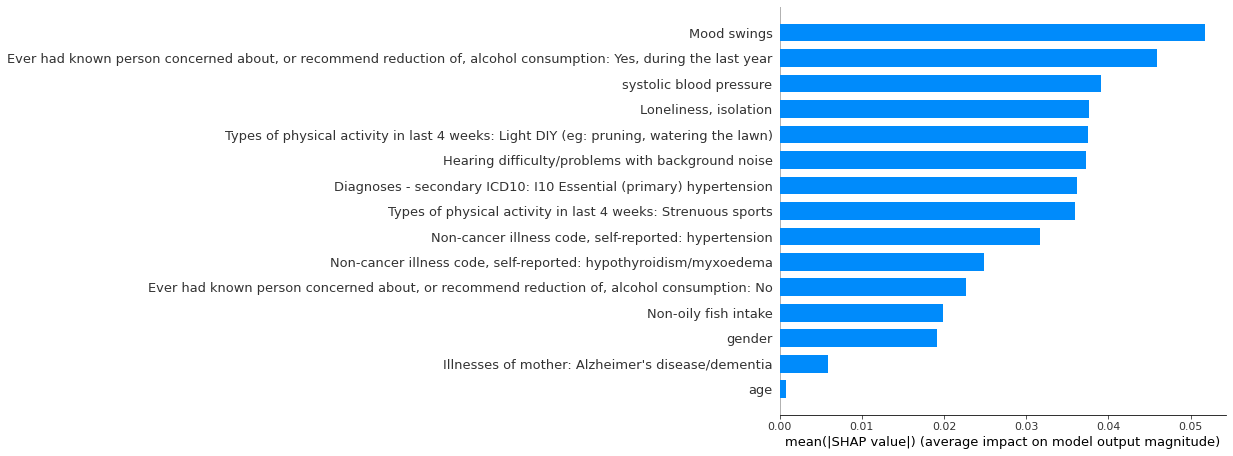 Mood swings
Ever had known person concerned about, or recommend reduction of, alcohol consumption: Yes, during the last year
systolic blood pressure
Loneliness, isolation
Types of physical activity in last 4 weeks: Light DIY (eg: pruning, watering the lawn)
Hearing difficulty/problems with background noise
Diagnoses - secondary ICD10: I10 Essential (primary) hypertension
Types of physical activity in last 4 weeks: Strenuous sports
Non-cancer illness code, self-reported: hypertension
Non-cancer illness code, self-reported: hypothyroidism/myxoedema
Ever had known person concerned about, or recommend reduction of, alcohol consumption: No
Non-oily fish intake
gender
Illnesses of mother: Alzheimer's disease/dementia
age
0.00 0.01 0.02 0.03 0.04 0.05
mean(|SHAP value|) (average impact on model output magnitude)